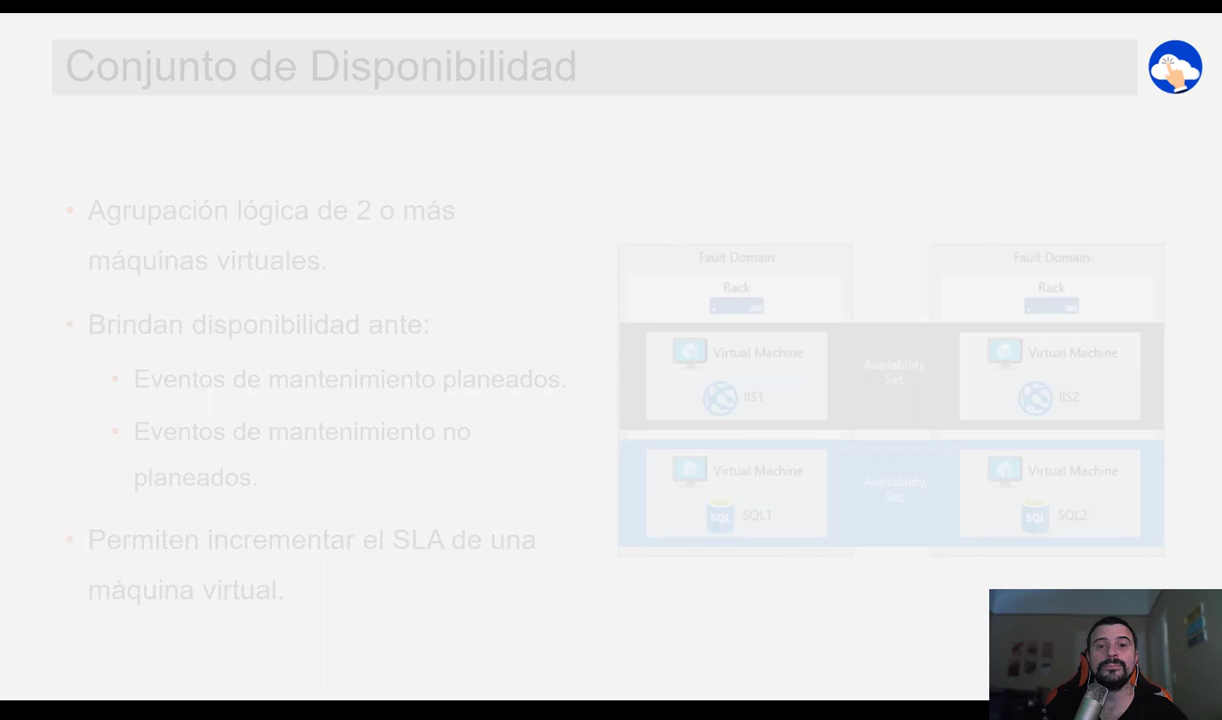 Conjunto de Disponibilidad
• Agrupación lógica de 2 o más
máquinas virtuales.
• Brindan disponibilidad ante:
• Eventos de mantenimiento planeados.
• Eventos de mantenimiento no
planeados.
• Permiten incrementar el SLA de una
máquina virtual.
Fault Domain
Fault Domain
Rack
Rack
Virtual Machine
Availability
Set
Virtual Machine
IIS1
IIS2
Virtual Machine
Availability
Set
Virtual Machine
SQL SQL1
SQL SQL2